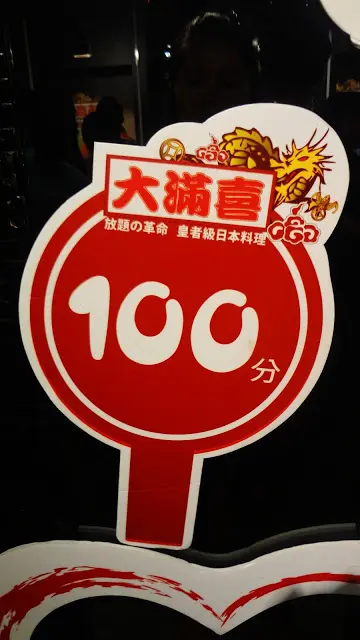 大滿喜
放題の革命 皇者級日本料理
100
分